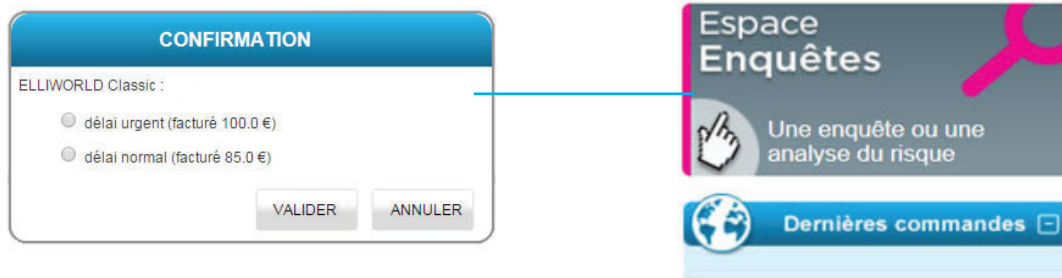 CONFIRMATION
ELLIWORLD Classic :
délai urgent (facturé 100.0 €)
délai normal (facturé 85.0 €)
VALIDER ANNULER
Espace
Enquêtes
Une enquête ou une
analyse du risque
Dernières commandes